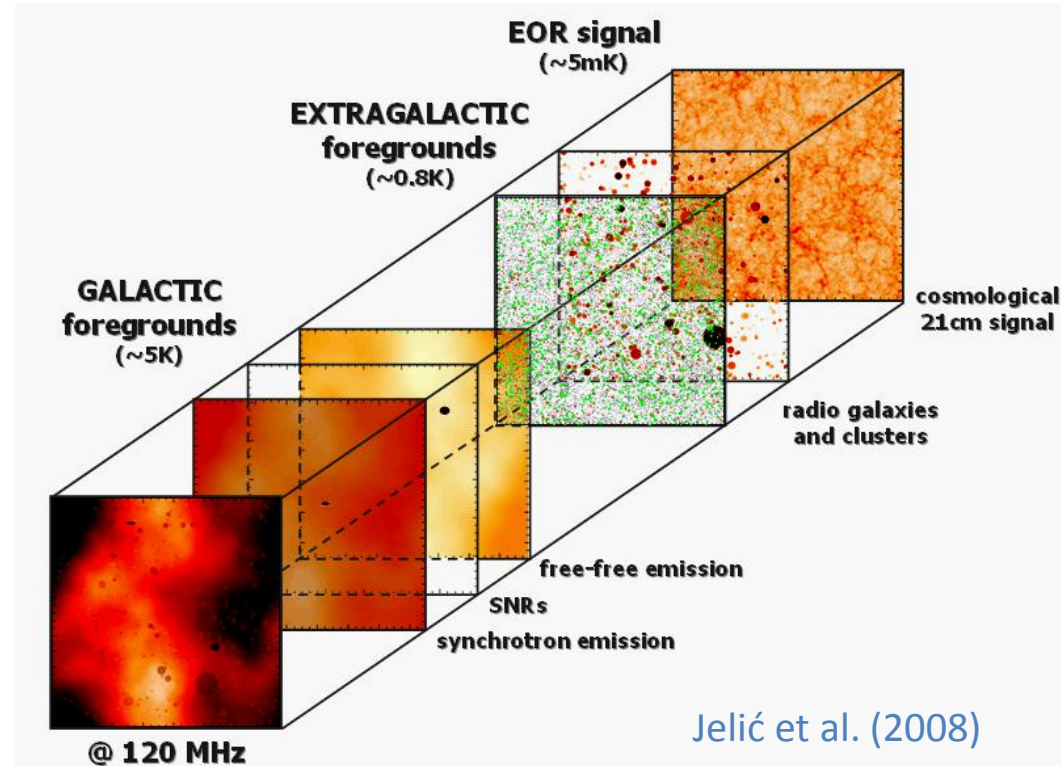 EOR signal
(~5mK)
EXTRAGALACTIC
foregrounds
(~0.8K)
GALACTIC
foregrounds
(~5K)
cosmological
21cm signal
radio galaxies
and clusters
free-free emission
SNRs
synchrotron emission
@ 120 MHz
Jelić et al. (2008)